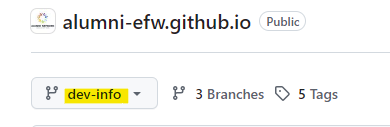 alumni-efw.github.io Public
dev-info 3 Branches 5 Tags